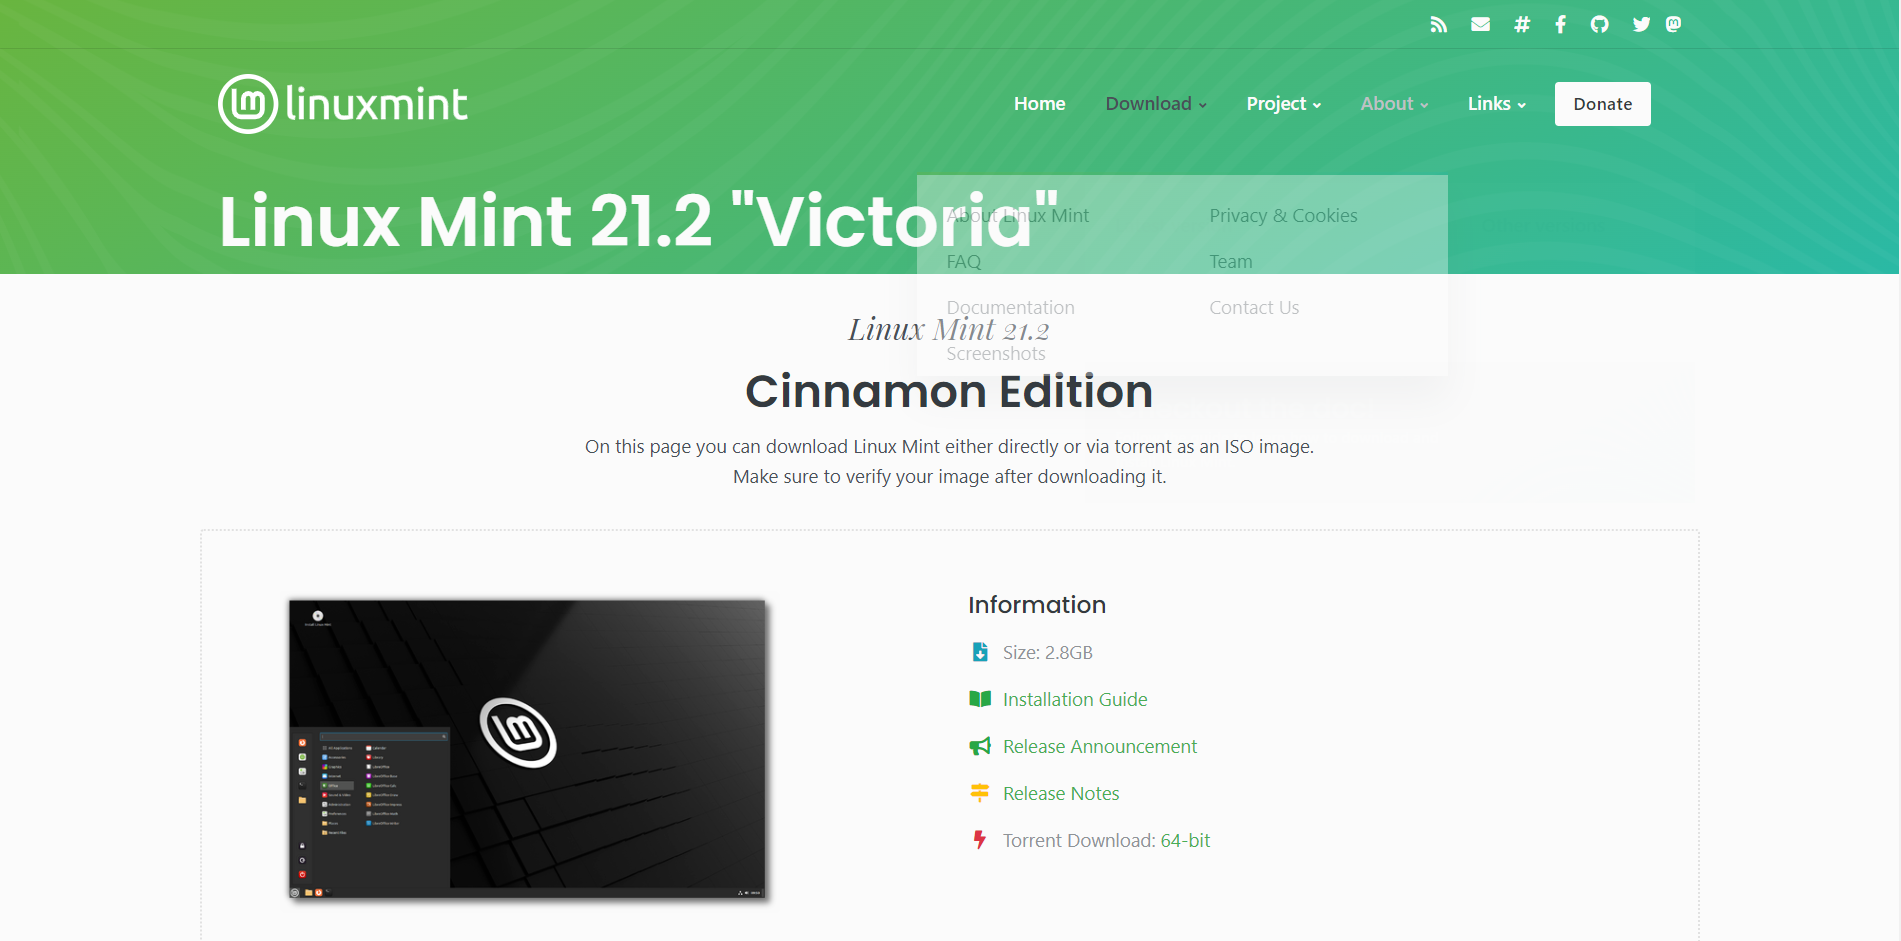 linuxmint
Home Download Project About Links Donate
Linux Mint 21.2 "Victoria"
About Linux Mint Privacy & Cookies
FAQ Team
Documentation Contact Us
Screenshots
Linux Mint 21.2
Cinnamon Edition
On this page you can download Linux Mint either directly or via torrent as an ISO image.
Make sure to verify your image after downloading it.
Information
Size: 2.8GB
Installation Guide
Release Announcement
Release Notes
Torrent Download: 64-bit